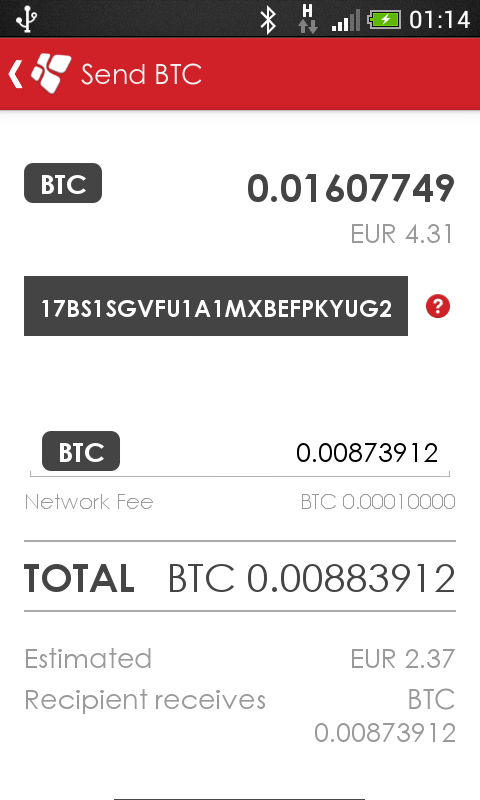 H 01:14
Send BTC
BTC 0.01607749
EUR 4.31
17BS1SGVFU1A1MXBEFPKYUG2 ?
BTC 0.00873912
Network Fee BTC 0.00010000
TOTAL BTC 0.00883912
Estimated EUR 2.37
Recipient receives BTC
0.00873912